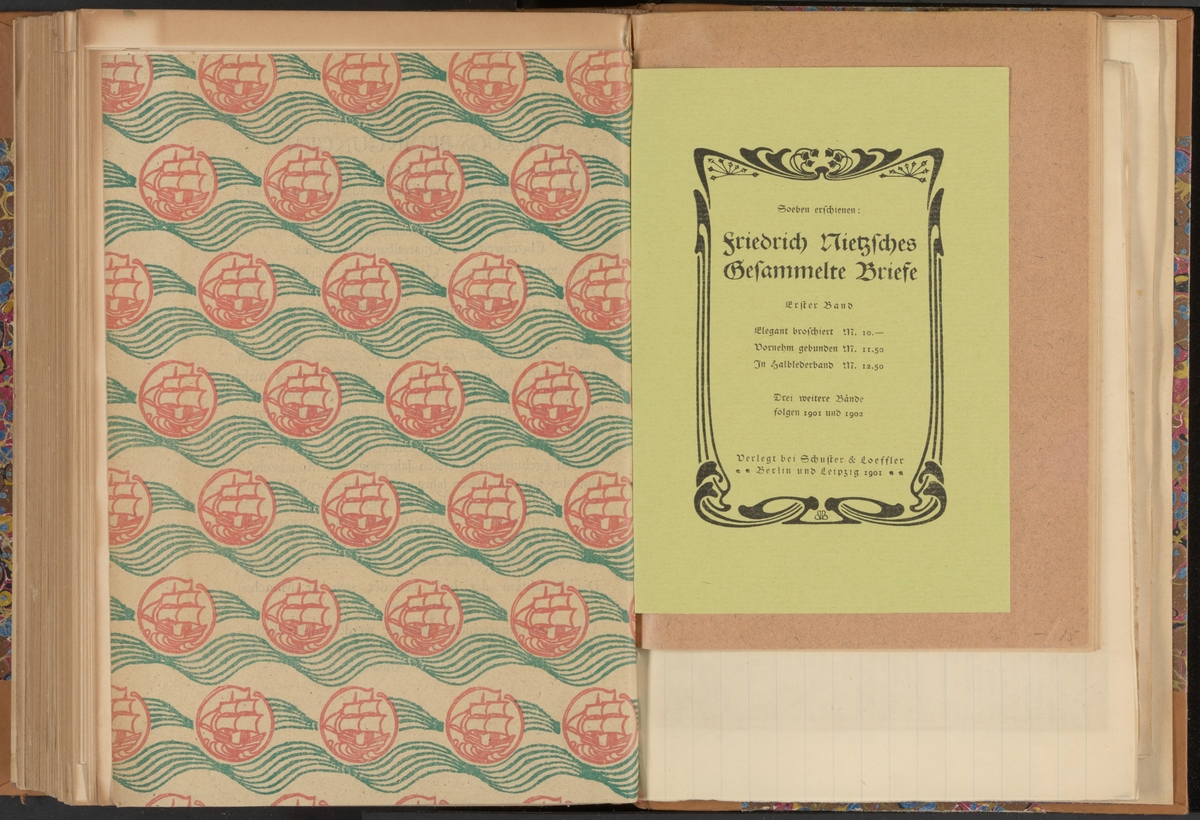 Soeben erschienen:
Friedrich Nietzsches
Gesammelte Briefe
Erster Band
Elegant broschiert M. 10.—
Vornehm gebunden M. 11.50
In Halblederband M. 12.50
Drei weitere Bände
folgen 1901 und 1902
Verlegt bei Schuster & Loeffler
Berlin und Leipzig 1901